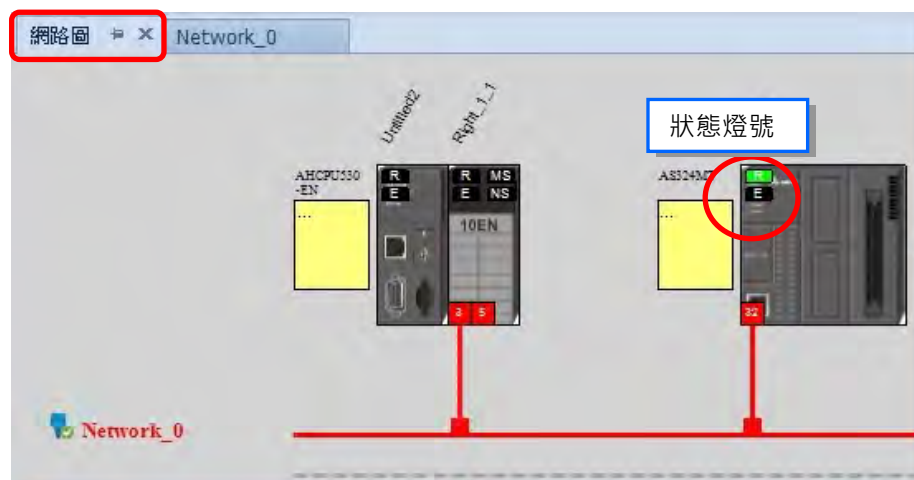 網路圖
Network_0
Untitled2
Right_1_1
狀態燈號
AHCPU530
-EN
...
R
E
R MS
E NS
10EN
3 5
...
R
E
32
Network_0